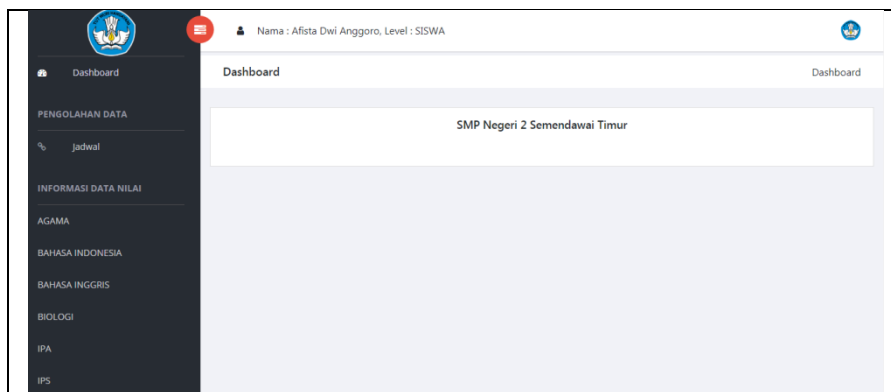 Nama : Afista Dwi Anggoro, Level : SISWA
Dashboard
Dashboard
Dashboard
PENGOLAHAN DATA
Jadwal
INFORMASI DATA NILAI
AGAMA
BAHASA INDONESIA
BAHASA INGGRIS
BIOLOGI
IPA
IPS
SMP Negeri 2 Semendawai Timur